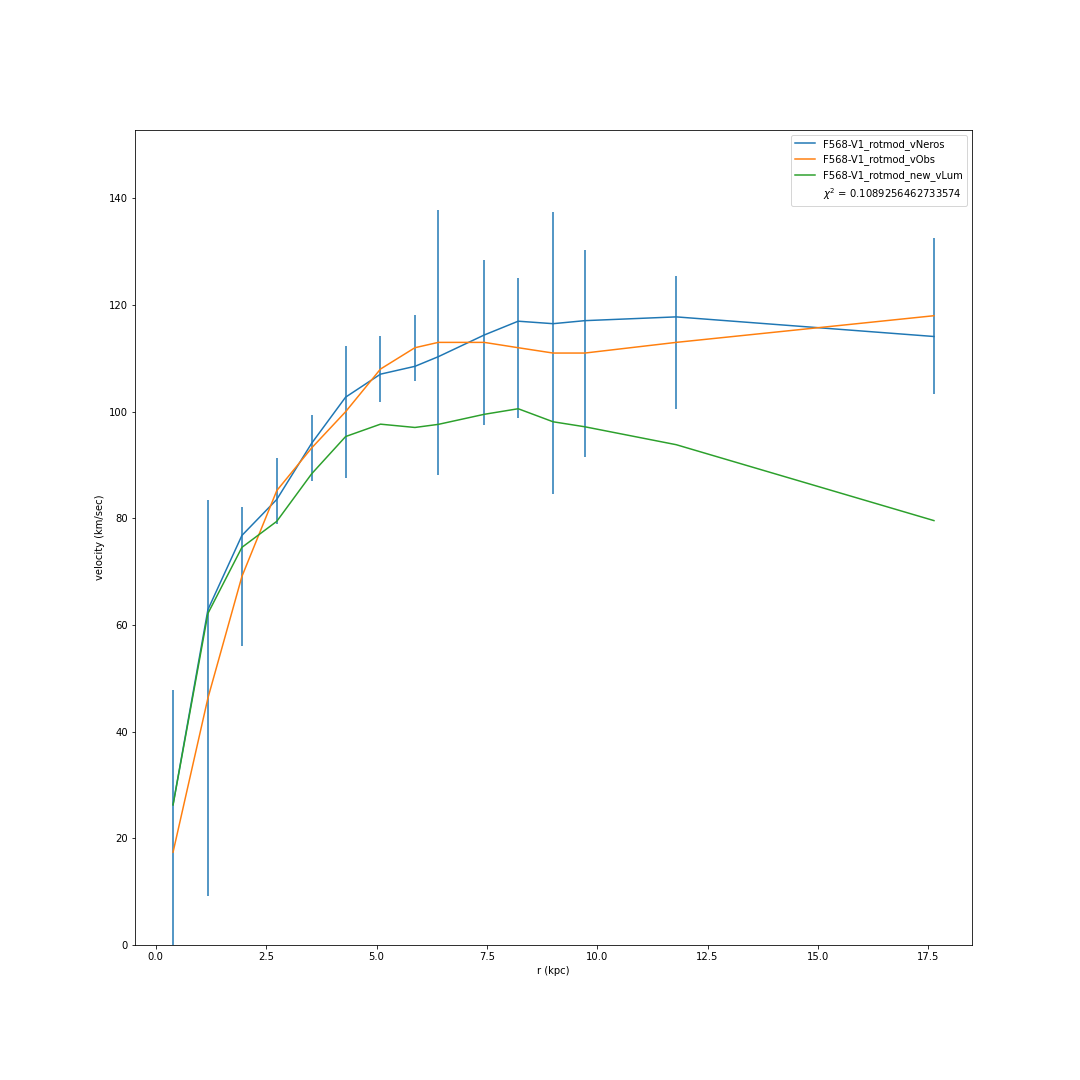 F568-V1_rotmod_vNeros
F568-V1_rotmod_vObs
F568-V1_rotmod_new_vLum
χ² = 0.1089256462733574
140
120
100
80
60
40
20
0
velocity (km/sec)
0.0 2.5 5.0 7.5 10.0 12.5 15.0 17.5
r (kpc)